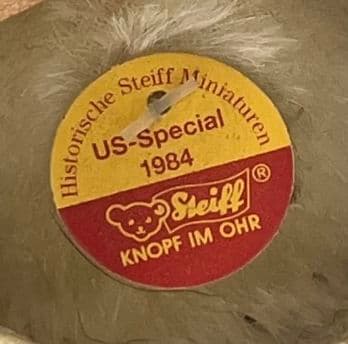 Historische Steiff Miniaturen
US-Special
1984
Steiff ®
KNOPF IM OHR